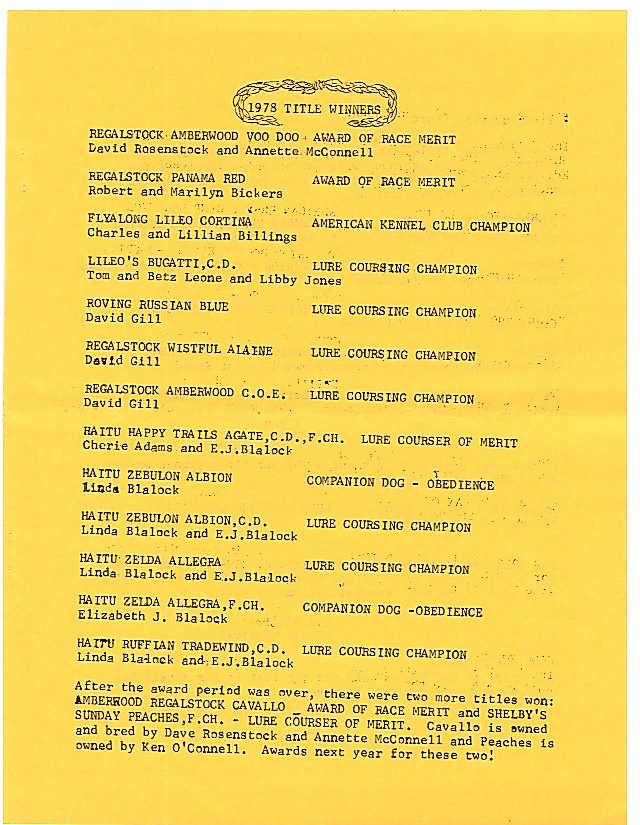 1978 TITLE WINNERS
REGALSTOCK AMBERWOOD VOO DOO AWARD OF RACE MERIT
David Rosenstock and Annette McConnell
REGALSTOCK PANAMA RED AWARD OF RACE MERIT
Robert and Marilyn Bickers
FLYALONG LILEO CORTINA AMERICAN KENNEL CLUB CHAMPION
Charles and Lillian Billings
LILEO'S BUGATTI,C.D. LURE COURSING CHAMPION
Tom and Betz Leone and Libby Jones
ROVING RUSSIAN BLUE LURE COURSING CHAMPION
David Gill
REGALSTOCK WISTFUL ALAINE LURE COURSING CHAMPION
David Gill
REGALSTOCK AMBERWOOD C.O.E. LURE COURSING CHAMPION
David Gill
HAITU HAPPY TRAILS AGATE,C.D.,F.CH. LURE COURSER OF MERIT
Cherie Adams and E.J.Blalock
HAITU ZEBULON ALBION COMPANION DOG - OBEDIENCE
Linda Blalock
HAITU ZEBULON ALBION,C.D. LURE COURSING CHAMPION
Linda Blalock and E.J.Blalock
HAITU ZELDA ALLEGRA LURE COURSING CHAMPION
Linda Blalock and E.J.Blalock
HAITU ZELDA ALLEGRA,F.CH. COMPANION DOG -OBEDIENCE
Elizabeth J. Blalock
HAITU RUFFIAN TRADEWIND,C.D. LURE COURSING CHAMPION
Linda Blalock and E.J.Blalock
After the award period was over, there were two more titles won:
AMBERWOOD REGALSTOCK CAVALLO _ AWARD OF RACE MERIT and SHELBY'S
SUNDAY PEACHES,F.CH. - LURE COURSER OF MERIT. Cavallo is owned
and bred by Dave Rosenstock and Annette McConnell and Peaches is
owned by Ken O'Connell. Awards next year for these two!